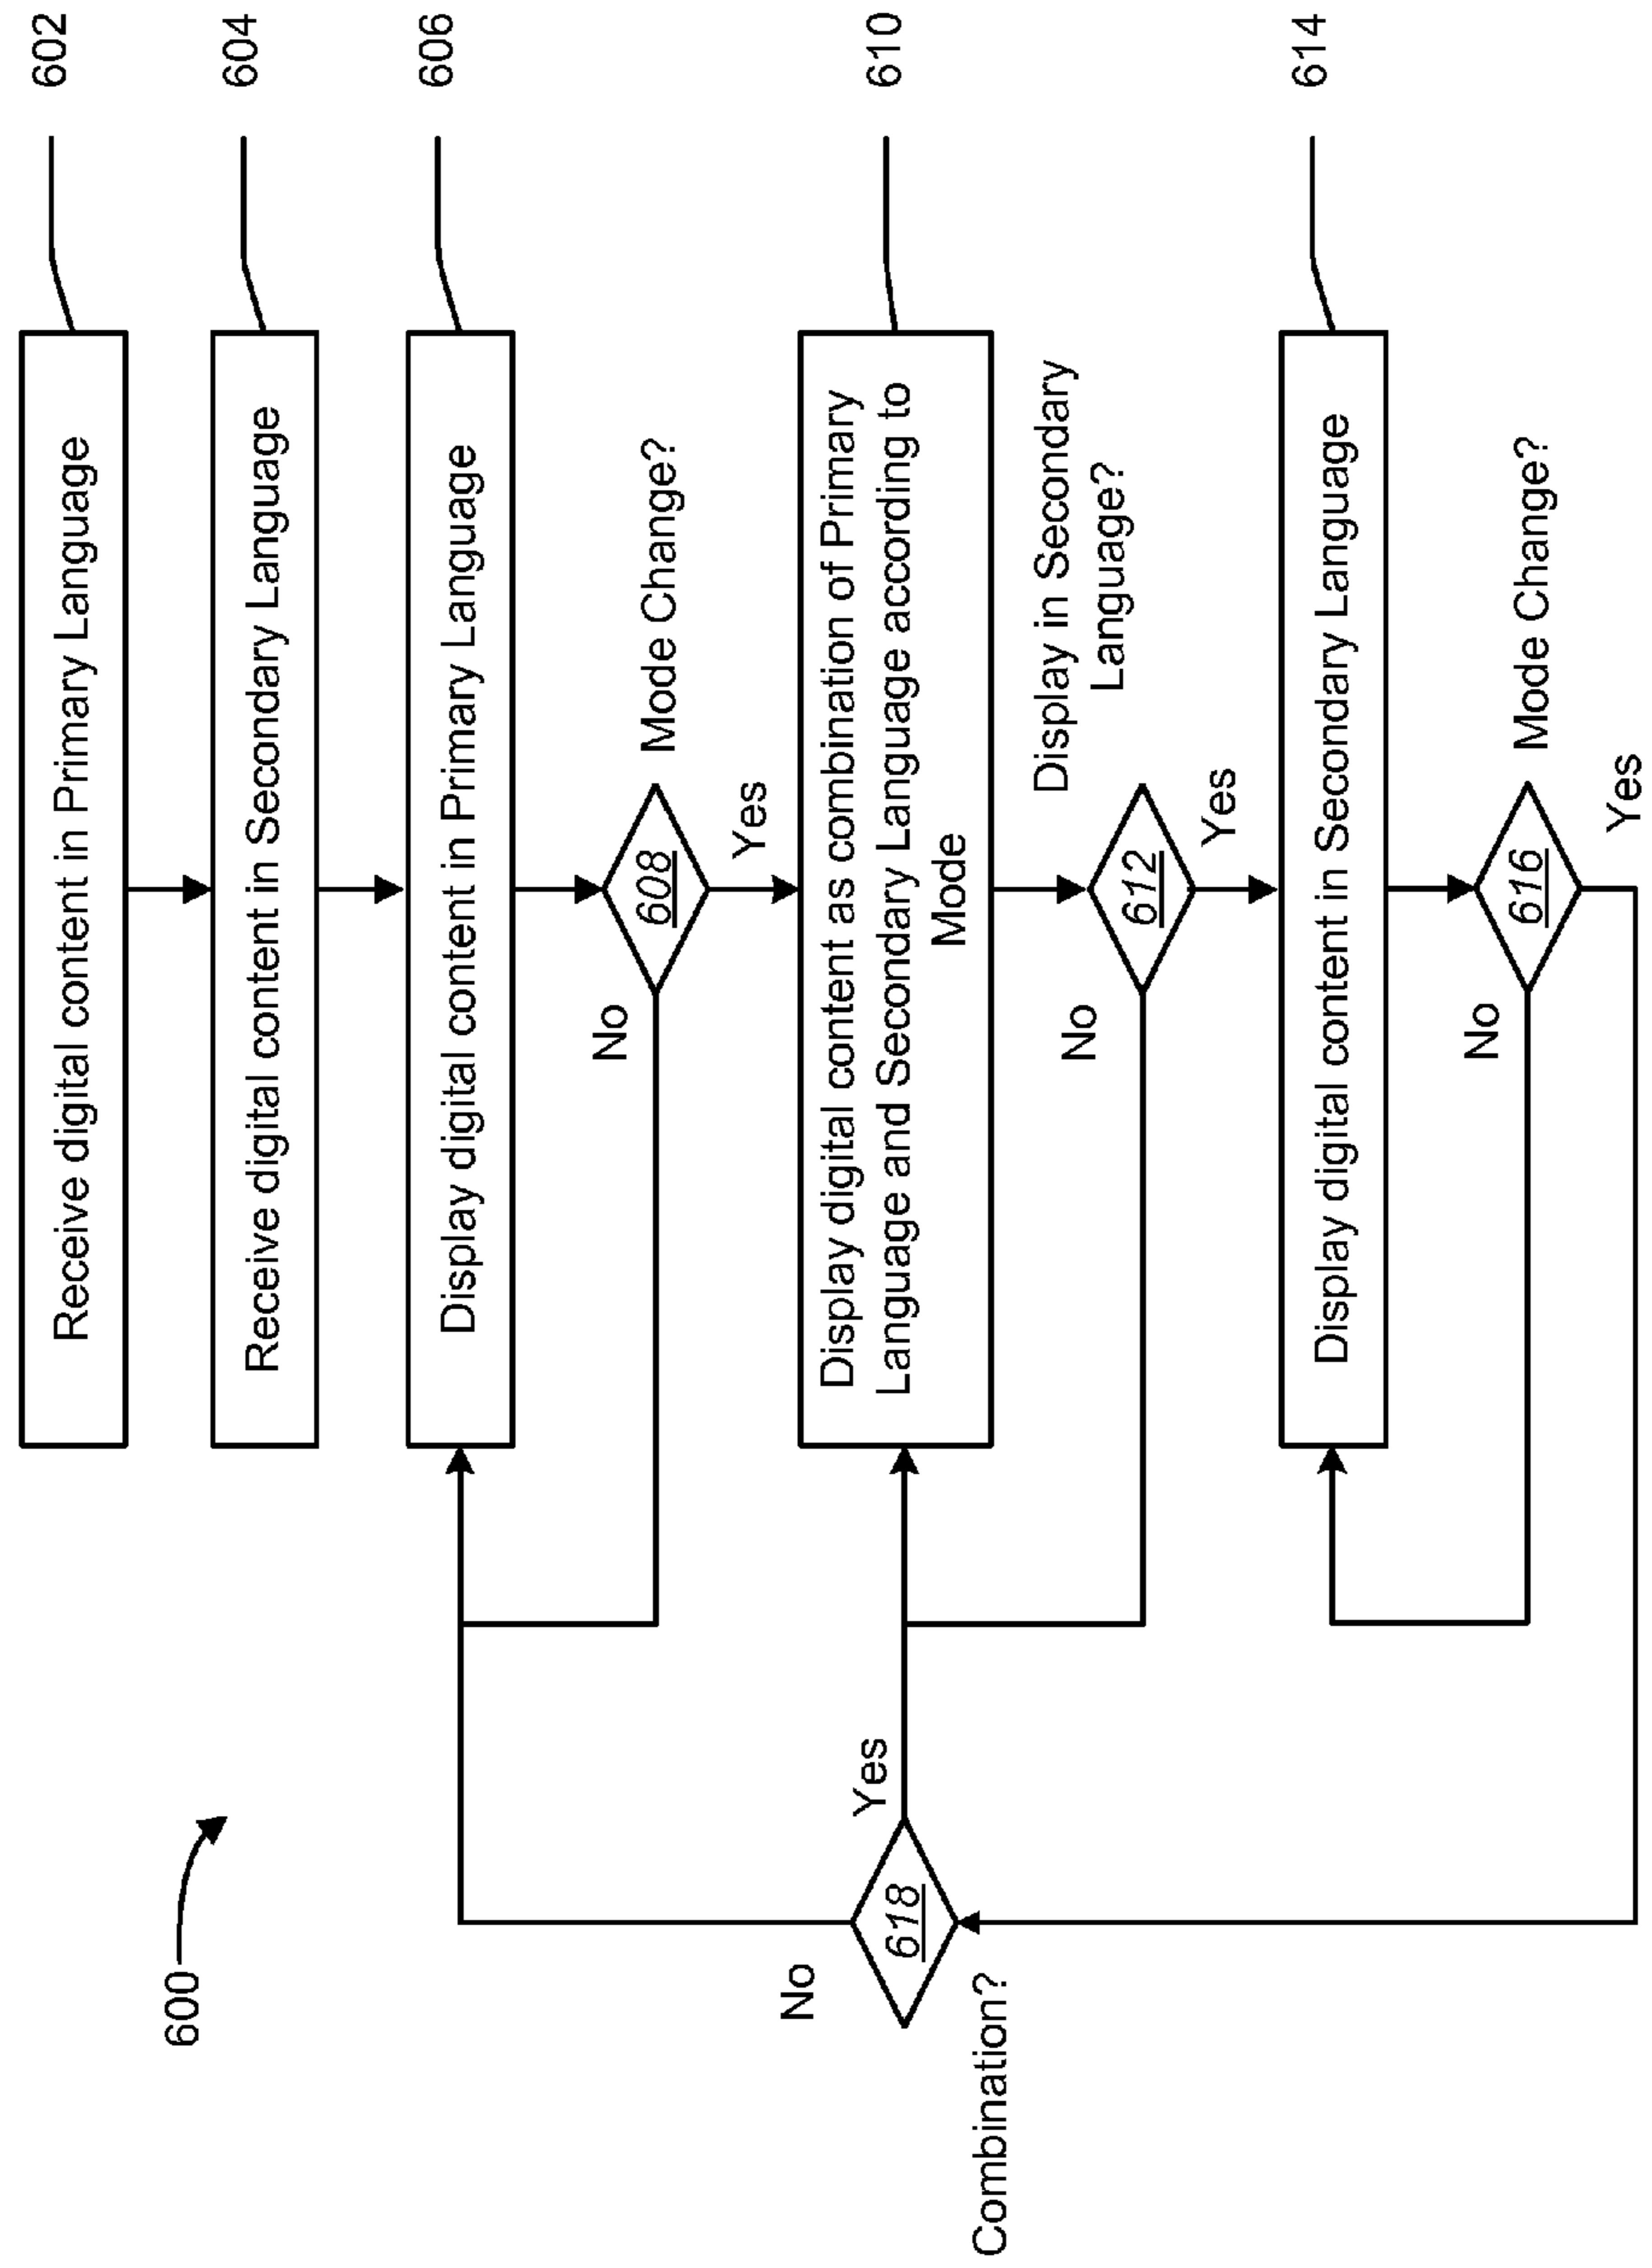 600
Receive digital content in Primary Language
602
Receive digital content in Secondary Language
604
Display digital content in Primary Language
606
608
Mode Change?
No
Yes
Display digital content as combination of Primary
Language and Secondary Language according to
Mode
610
612
Display in Secondary
Language?
No
Yes
Display digital content in Secondary Language
614
616
Mode Change?
No
Yes
Combination?
618
No
Yes